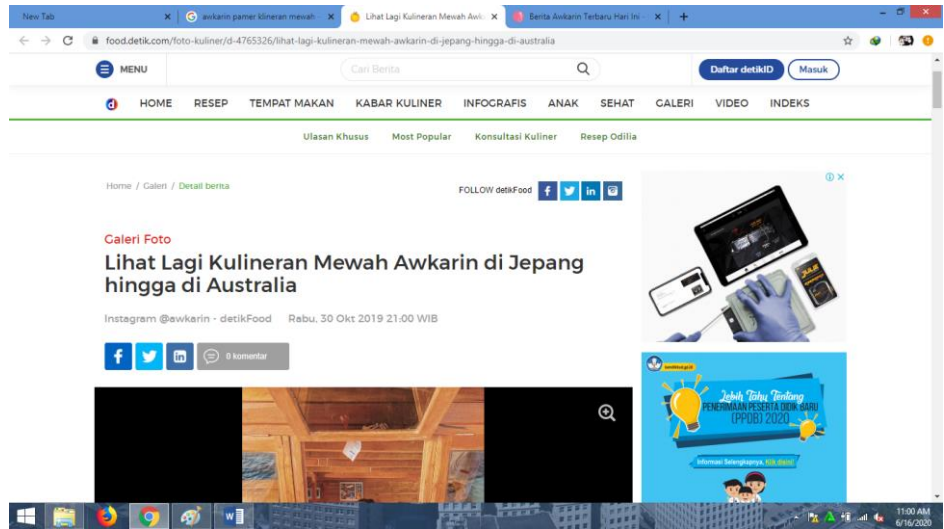 New Tab
awkarin pamer klineran mewah -
Lihat Lagi Kulineran Mewah Awka
Berita Awkarin Terbaru Hari Ini -
food.detik.com/foto-kuliner/d-4765326/lihat-lagi-kulineran-mewah-awkarin-di-jepang-hingga-di-australia
MENU
Cari Berita
Daftar detikID
Masuk
HOME RESEP TEMPAT MAKAN KABAR KULINER INFOGRAFIS ANAK SEHAT GALERI VIDEO INDEKS
Ulasan Khusus Most Popular Konsultasi Kuliner Resep Odilia
Home / Galeri / Detail berita
FOLLOW detikFood
Galeri Foto
Lihat Lagi Kulineran Mewah Awkarin di Jepang
hingga di Australia
Instagram @awkarin - detikFood Rabu, 30 Okt 2019 21:00 WIB
0 komentar
Lebih Tahu Tentang
PENERIMAAN PESERTA DIDIK BARU
(PPDB) 2020
Informasi Selengkapnya, Klik disini!
11:00 AM
6/16/2020